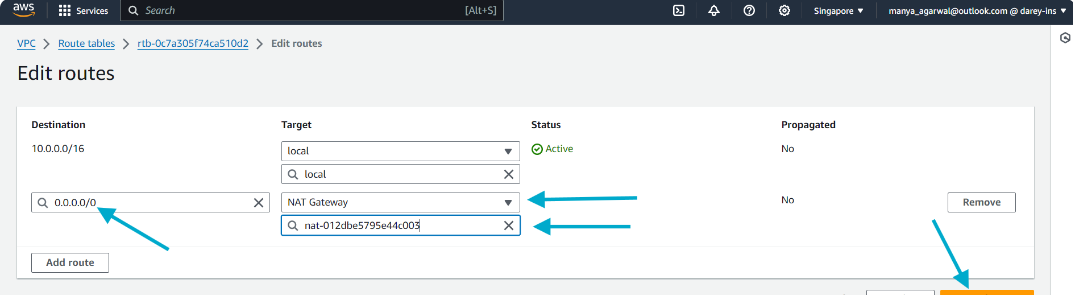 aws Services Search [Alt+S] Singapore manya_agarwal@outlook.com @ darey-ins
VPC > Route tables > rtb-0c7a305f74ca510d2 > Edit routes
Edit routes
Destination Target Status Propagated
10.0.0.0/16 local Active No
local
0.0.0.0/0 NAT Gateway No Remove
nat-012dbe5795e44c003
Add route